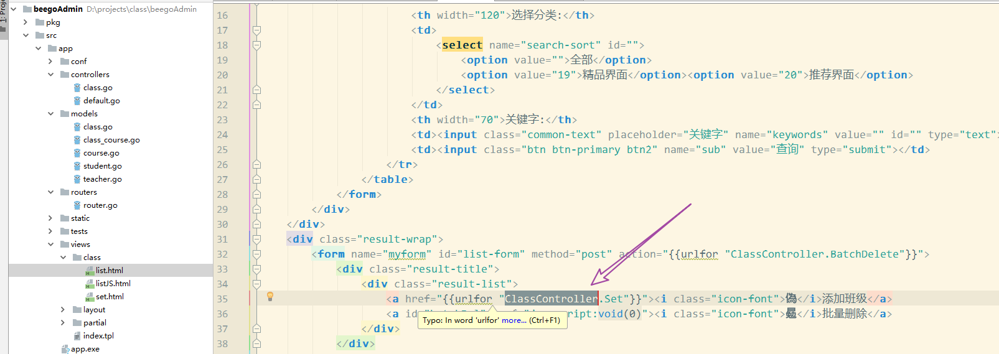 1: Proje
beegoAdmin D:\projects\class\beegoAdmin
pkg
src
app
conf
controllers
class.go
default.go
models
class.go
class_course.go
course.go
student.go
teacher.go
routers
router.go
static
tests
views
class
list.html
listJS.html
set.html
layout
partial
index.tpl
app.exe
16 <th width="120">选择分类:</th>
17 <td>
18 <select name="search-sort" id="">
19 <option value="">全部</option>
20 <option value="19">精品界面</option><option value="20">推荐界面</option>
21 </select>
22 </td>
23 <th width="70">关键字:</th>
24 <td><input class="common-text" placeholder="关键字" name="keywords" value="" id="" type="text">
25 <td><input class="btn btn-primary btn2" name="sub" value="查询" type="submit"></td>
26 </tr>
27 </table>
28 </form>
29 </div>
30 </div>
31 <div class="result-wrap">
32 <form name="myform" id="list-form" method="post" action="{{urlfor "ClassController.BatchDelete"}}">
33 <div class="result-title">
34 <div class="result-list">
35 <a href="{{urlfor "ClassController.Set"}}"><i class="icon-font">僞</i>添加班级</a>
36 <a id= script:void(0)"><i class="icon-font"></i>批量删除</a>
Typo: In word 'urlfor' more... (Ctrl+F1)
37 </div>
38 </div>